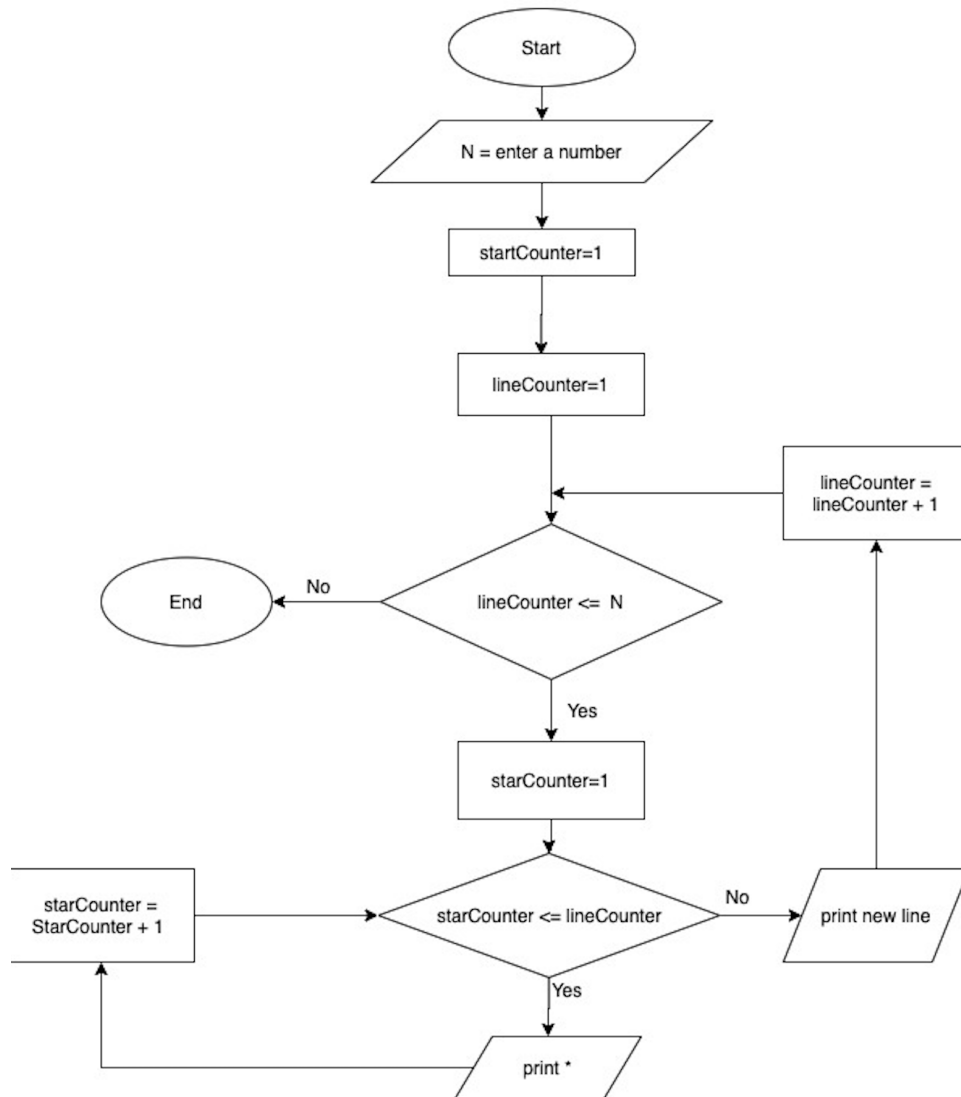 Start
N = enter a number
startCounter=1
lineCounter=1
lineCounter =
lineCounter + 1
No
End
lineCounter <= N
Yes
starCounter=1
starCounter =
StarCounter + 1
starCounter <= lineCounter
No
print new line
Yes
print *